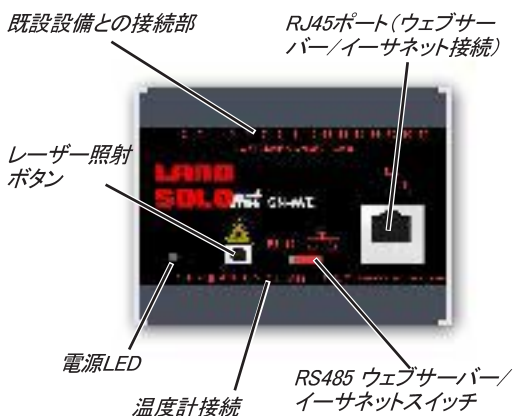 既設設備との接続部
RJ45ポート（ウェブサー
バー/イーサネット接続）
レーザー照射
ボタン
LAND
SOLOnet
電源LED
温度計接続
RS485 ウェブサーバー/
イーサネットスイッチ